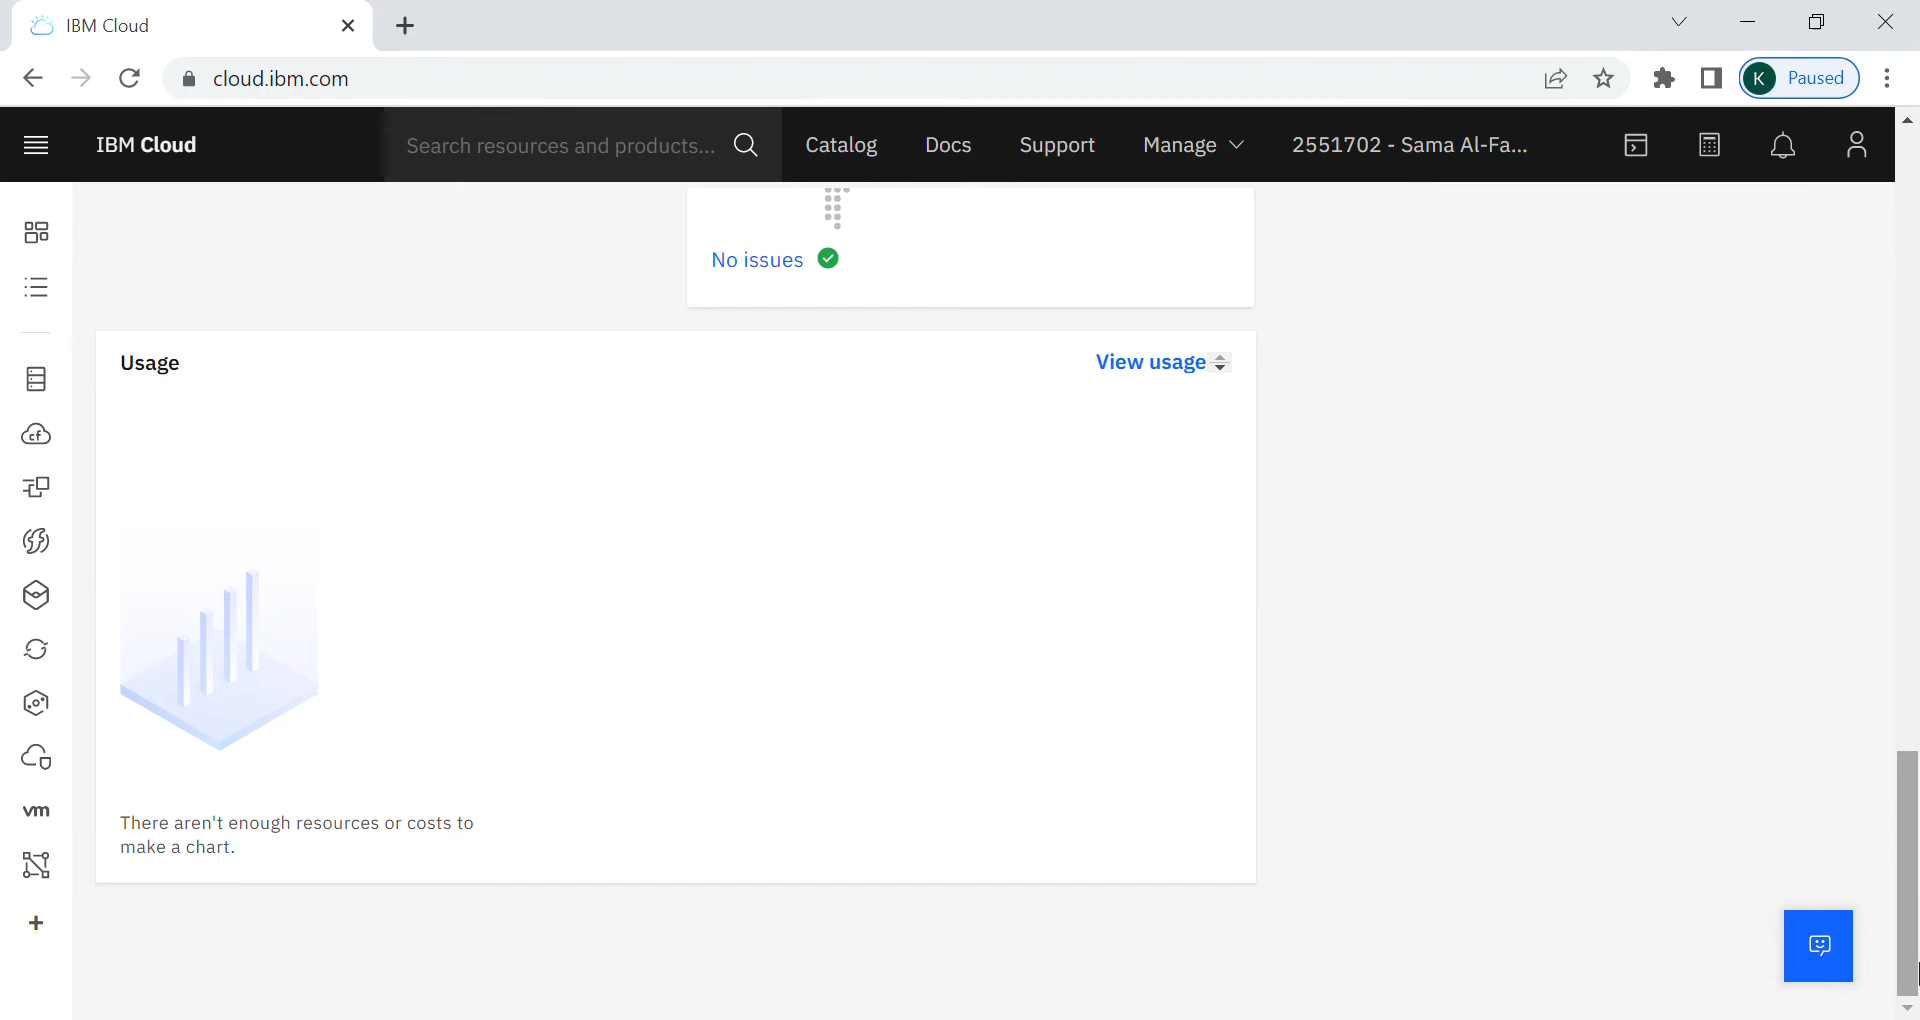 IBM Cloud
cloud.ibm.com
K Paused
IBM Cloud
Search resources and products...
Catalog
Docs
Support
Manage
2551702 - Sama Al-Fa...
No issues
Usage
View usage
There aren't enough resources or costs to
make a chart.
cf
vm